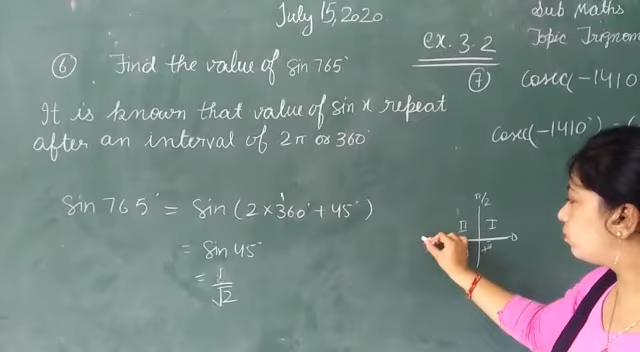 July 15, 2020
Sub Maths
Topic Trignom
ex. 3.2
⑥ Find the value of sin 765°
It is known that value of sin x repeat
after an interval of 2π or 360°
sin 765° = sin (2 × 360° + 45°)
= sin 45°
= 1/√2
⑦ cosec(-1410
cosec(-1410°) = (
π/2
II I
0